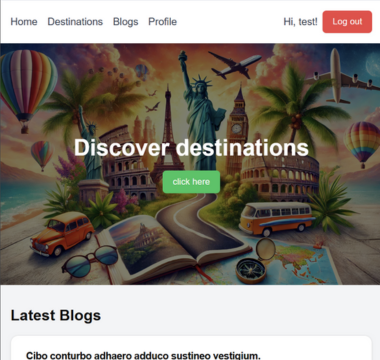 Home Destinations Blogs Profile Hi, test! Log out
Discover destinations
click here
Latest Blogs
Cibo conturbo adhaero adduco sustineo vestigium.